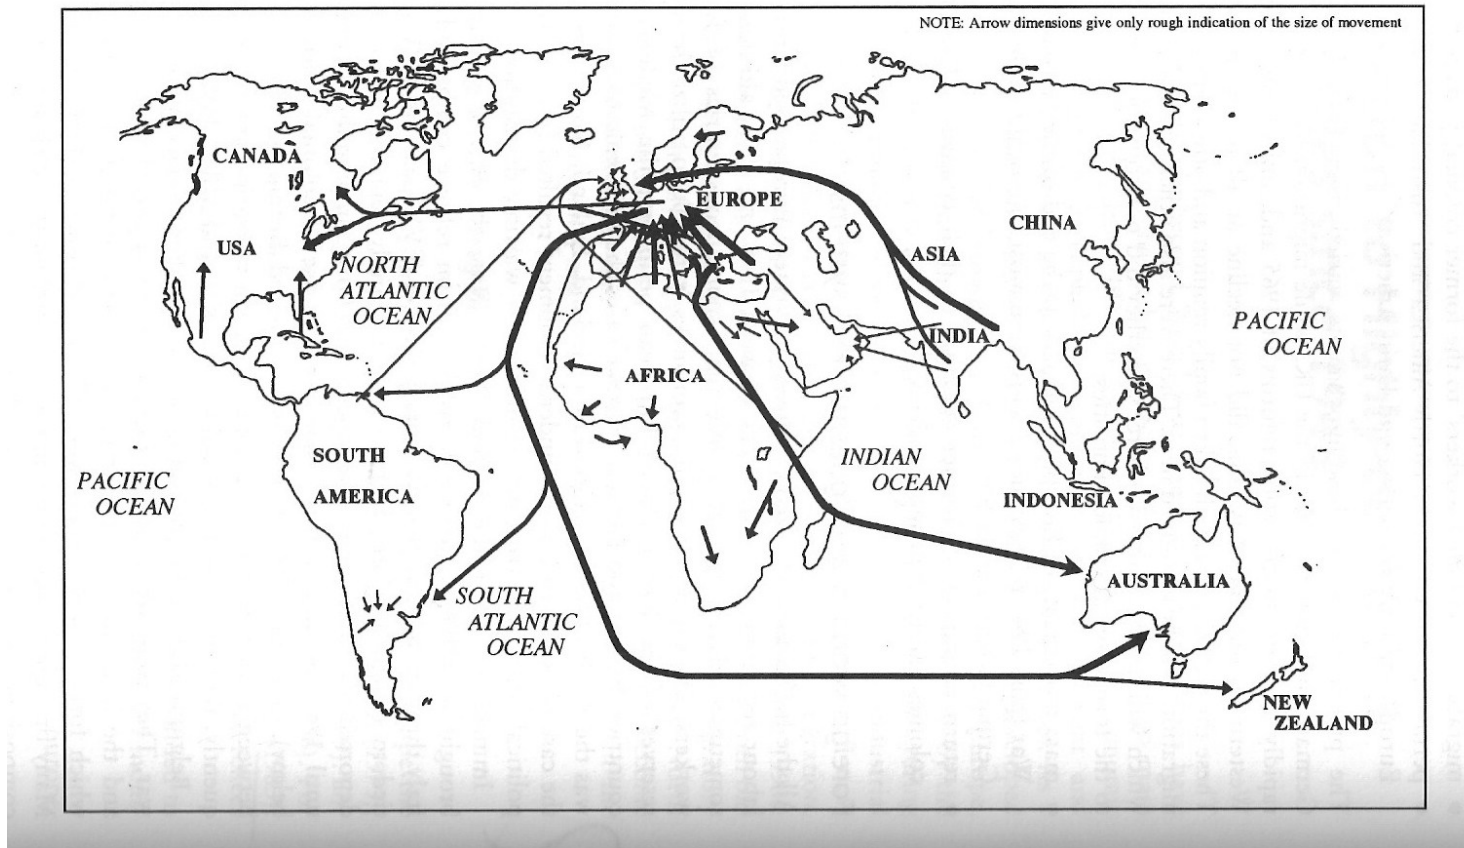 NOTE: Arrow dimensions give only rough indication of the size of movement
CANADA
EUROPE
CHINA
USA
ASIA
NORTH
ATLANTIC
OCEAN
INDIA
PACIFIC
OCEAN
AFRICA
SOUTH
AMERICA
INDIAN
OCEAN
PACIFIC
OCEAN
INDONESIA
AUSTRALIA
SOUTH
ATLANTIC
OCEAN
NEW
ZEALAND